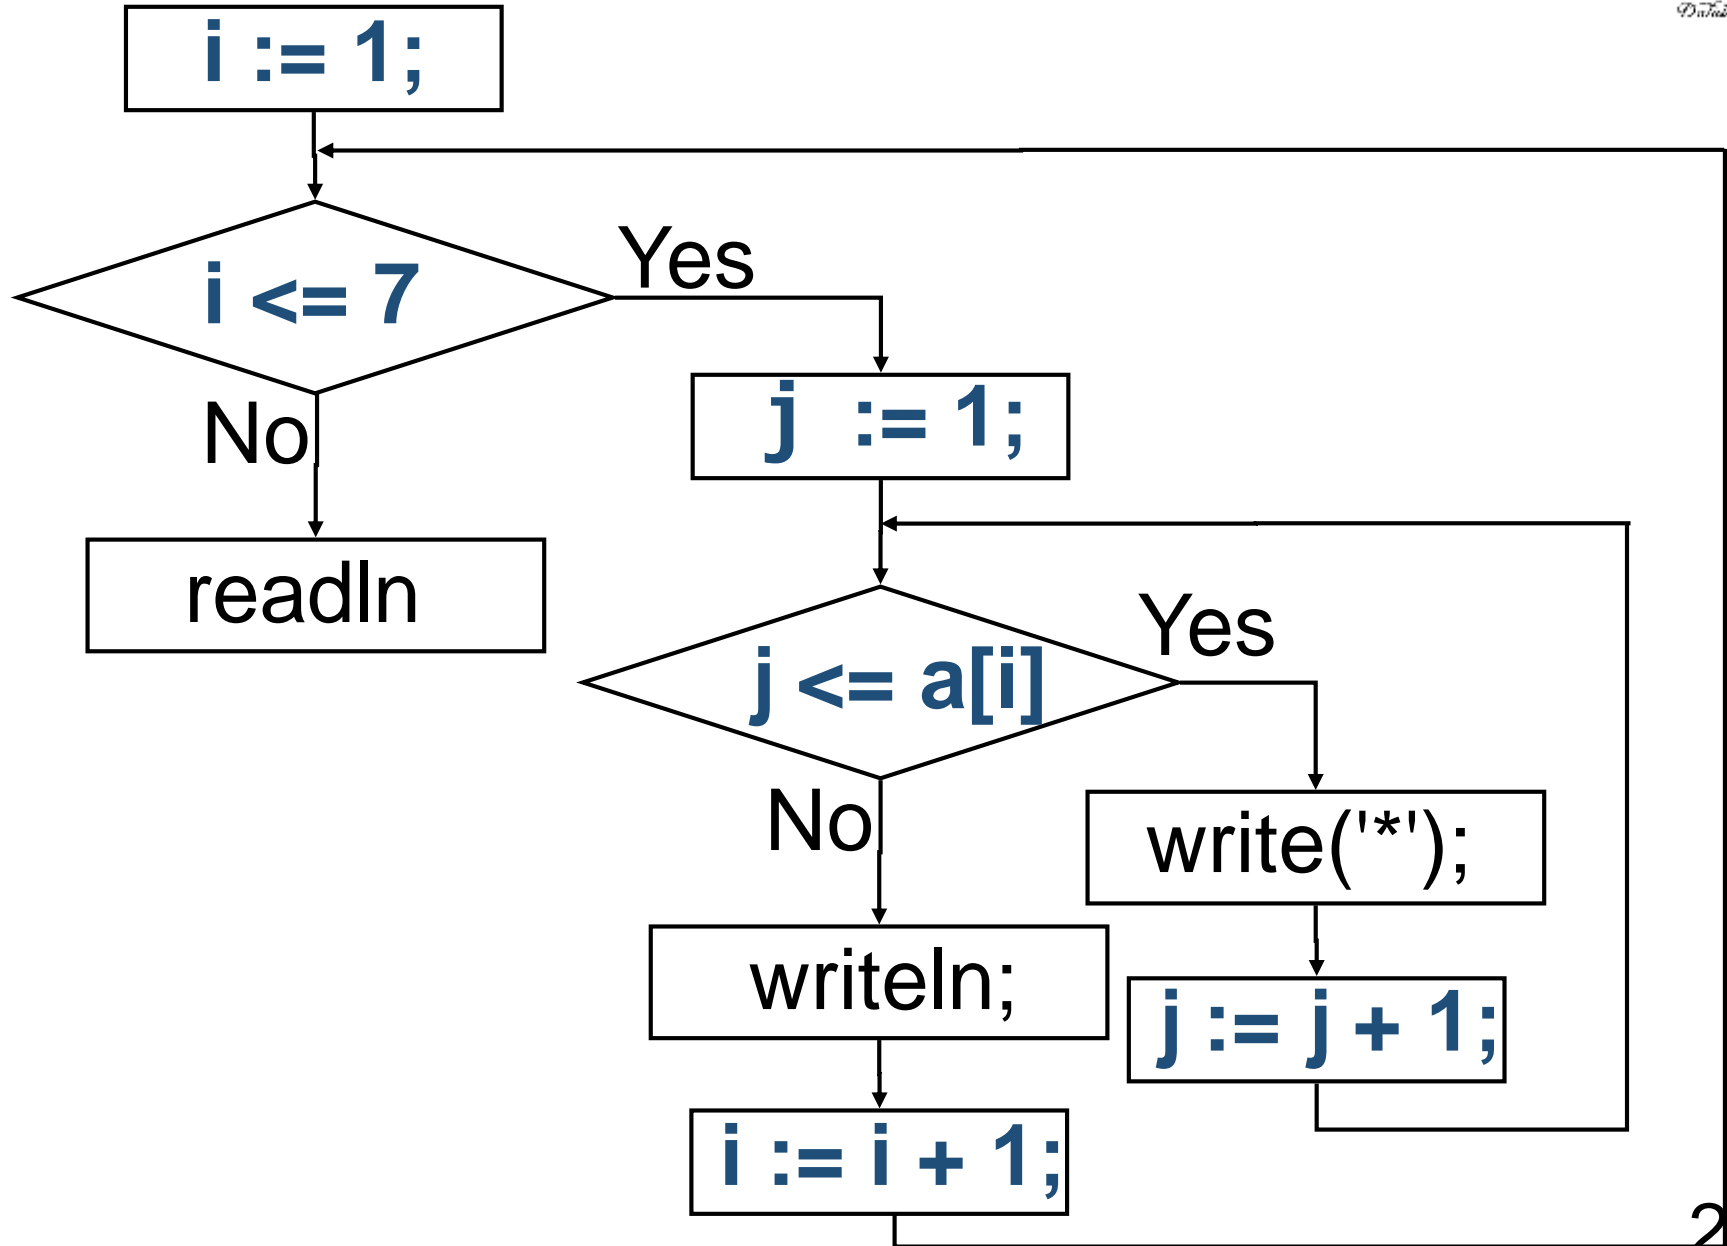 i := 1;
i <= 7
Yes
No
readln
j := 1;
j <= a[i]
Yes
No
write('*');
j := j + 1;
writeln;
i := i + 1;
2